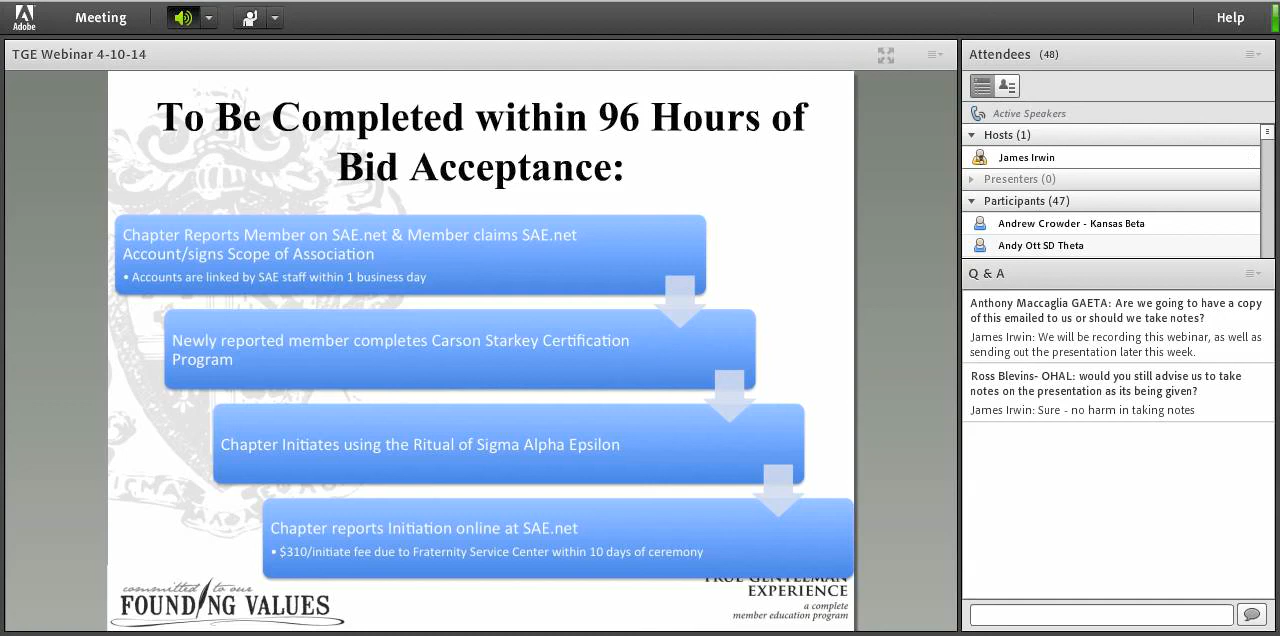 Adobe
Meeting
Help
TGE Webinar 4-10-14
To Be Completed within 96 Hours of
Bid Acceptance:
Chapter Reports Member on SAE.net & Member claims SAE.net
Account/signs Scope of Association
• Accounts are linked by SAE staff within 1 business day
Newly reported member completes Carson Starkey Certification
Program
Chapter Initiates using the Ritual of Sigma Alpha Epsilon
Chapter reports Initiation online at SAE.net
• $310/initiate fee due to Fraternity Service Center within 10 days of ceremony
committed to our
FOUNDING VALUES
TRUE GENTLEMAN
EXPERIENCE
a complete
member education program
Attendees (48)
Active Speakers
Hosts (1)
James Irwin
Presenters (0)
Participants (47)
Andrew Crowder - Kansas Beta
Andy Ott SD Theta
Q & A
Anthony Maccaglia GAETA: Are we going to have a copy
of this emailed to us or should we take notes?
James Irwin: We will be recording this webinar, as well as
sending out the presentation later this week.
Ross Blevins- OHAL: would you still advise us to take
notes on the presentation as its being given?
James Irwin: Sure - no harm in taking notes